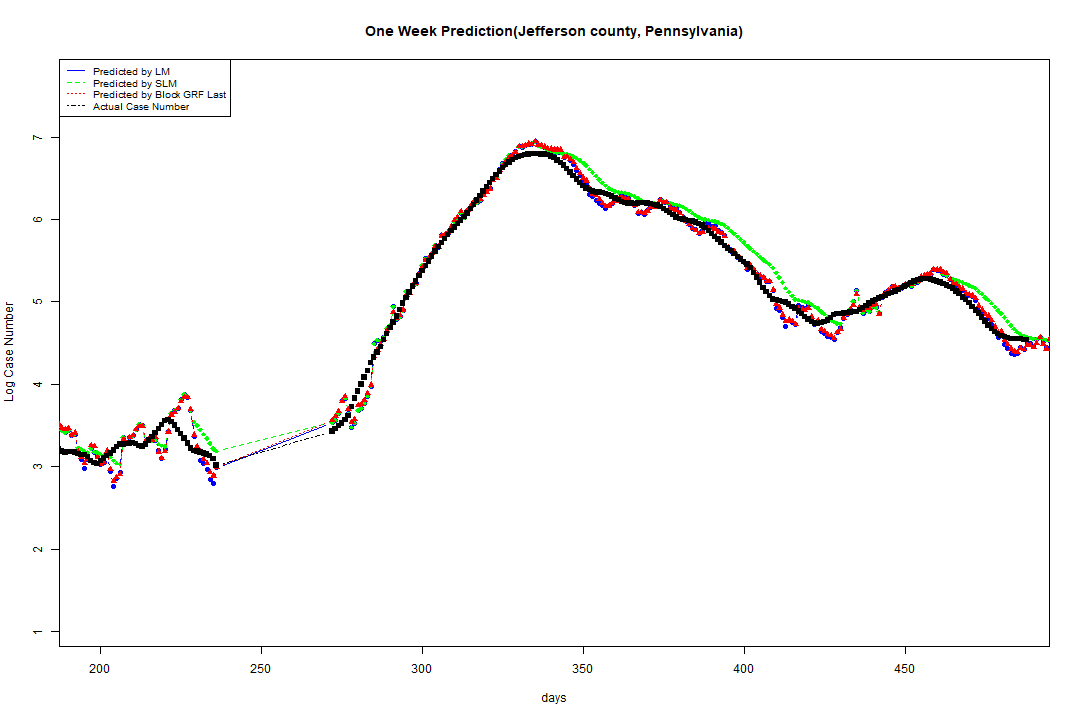 One Week Prediction(Jefferson county, Pennsylvania)
Predicted by LM
Predicted by SLM
Predicted by Block GRF Last
Actual Case Number
7
6
5
4
3
2
1
Log Case Number
200 250 300 350 400 450
days